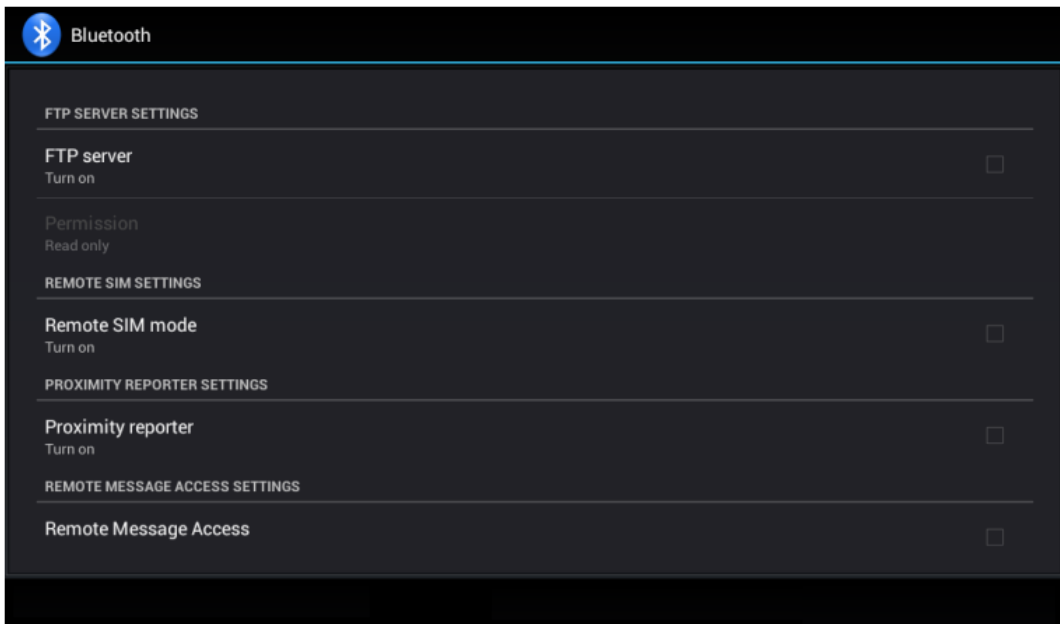 Bluetooth
FTP SERVER SETTINGS
FTP server
Turn on
Permission
Read only
REMOTE SIM SETTINGS
Remote SIM mode
Turn on
PROXIMITY REPORTER SETTINGS
Proximity reporter
Turn on
REMOTE MESSAGE ACCESS SETTINGS
Remote Message Access